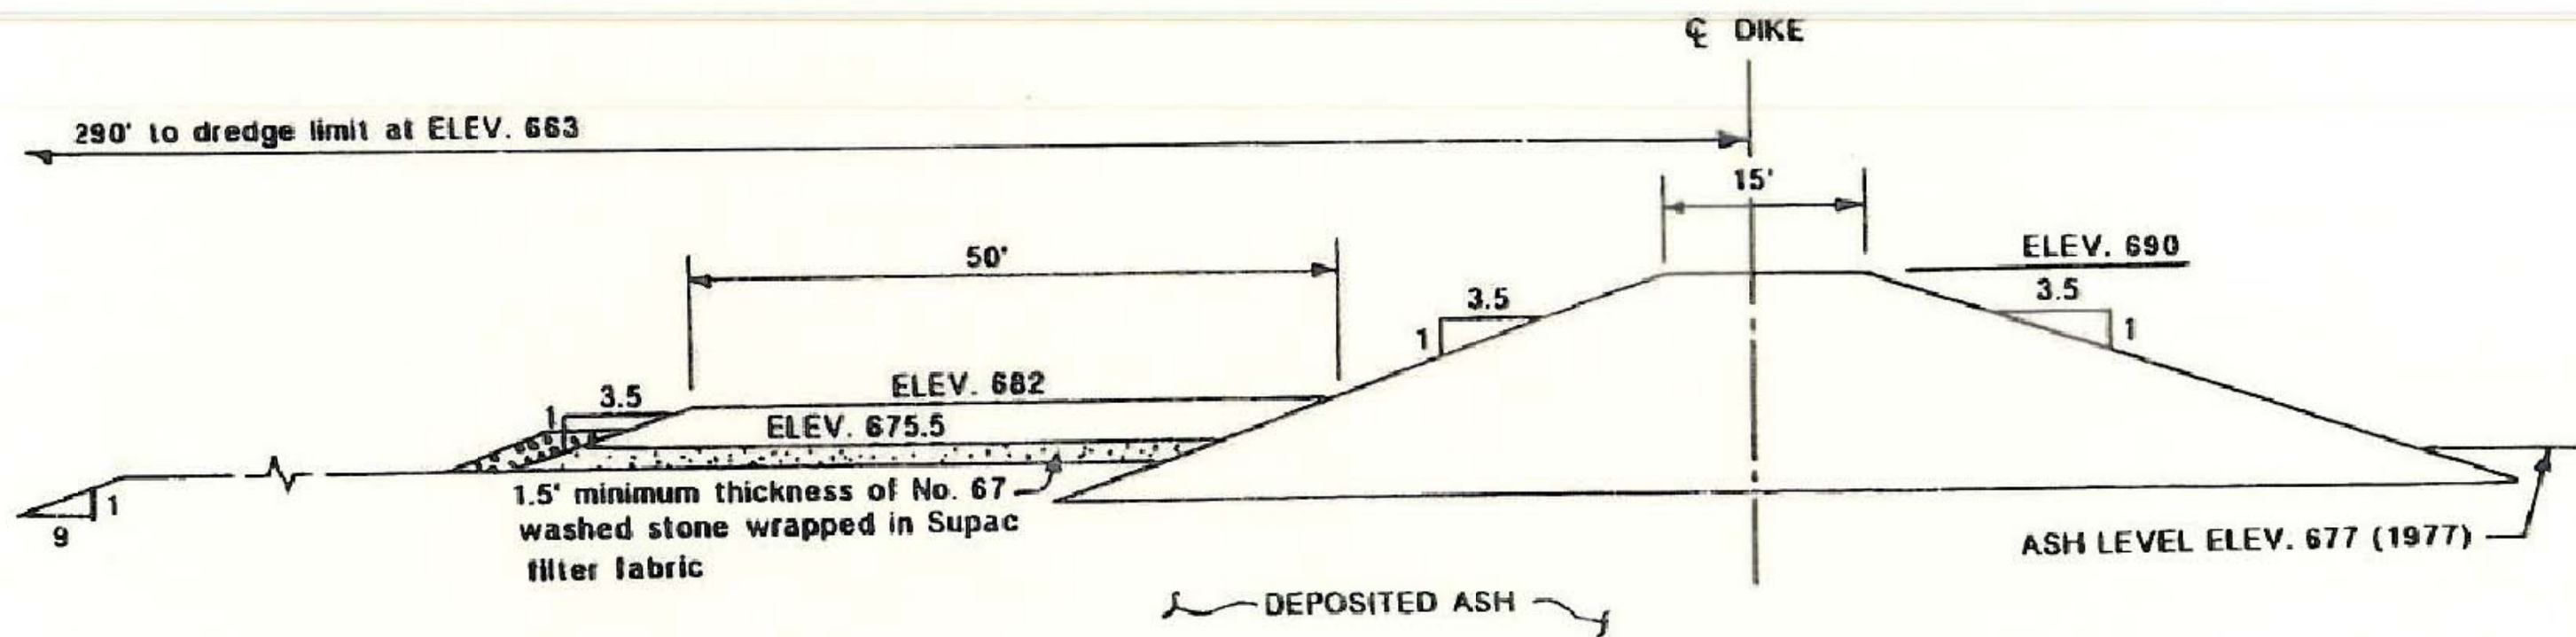 ℄ DIKE
290' to dredge limit at ELEV. 663
15'
50'
ELEV. 690
3.5
1
3.5
1
ELEV. 682
3.5
1
ELEV. 675.5
1.5' minimum thickness of No. 67
washed stone wrapped in Supac
filter fabric
1
9
ASH LEVEL ELEV. 677 (1977)
DEPOSITED ASH